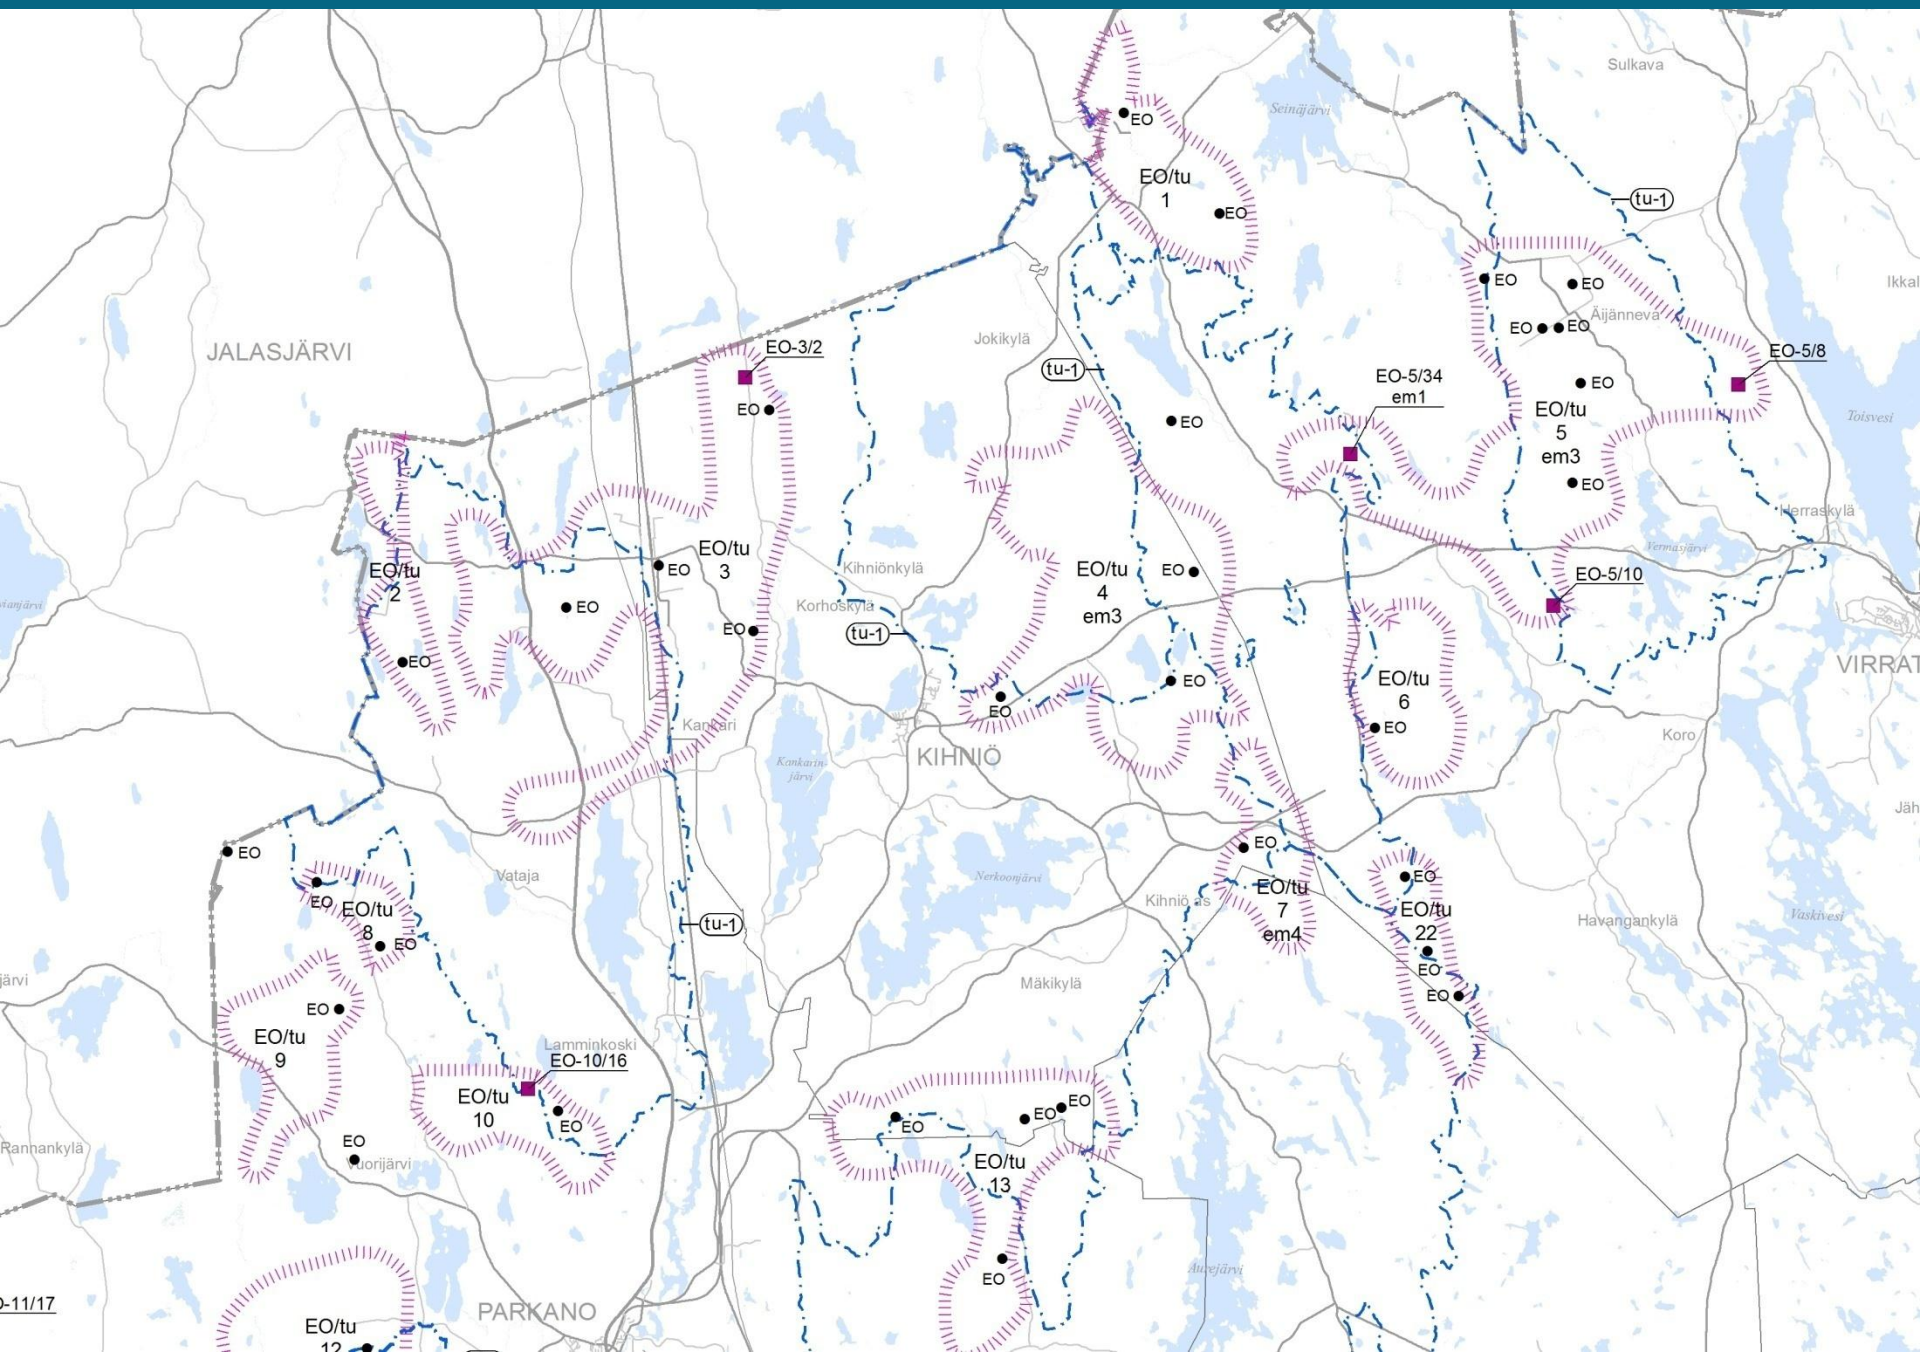 Sulkava
Seinäjärvi
EO
EO/tu
1
EO
tu-1
Ikkal
EO
EO
Äijänneva
EO
EO
Jokikylä
JALASJÄRVI
EO-3/2
EO-5/8
tu-1
EO-5/34
em1
EO
EO
EO
EO/tu
5
em3
Toisvesi
EO
EO
Herraskylä
EO/tu
3
Vermasjärvi
EO
Kihniönkylä
EO/tu
4
em3
EO
EO/tu
2
EO-5/10
EO
Korhoskylä
EO
tu-1
EO
VIRRAT
EO
EO/tu
6
EO
Kankari
EO
Koro
KIHNIÖ
Kankarin-
järvi
Jäh
EO
EO
Vataja
Nerkoonjärvi
EO
EO/tu
7
em4
Kihniö as
EO
EO/tu
8
EO
EO/tu
22
Havangankylä
Vaskivesi
tu-1
EO
Mäkikylä
järvi
EO
EO
EO/tu
9
Lamminkoski
EO-10/16
EO/tu
10
EO
EO
EO
EO
EO
Rannankylä
Vuorijärvi
EO/tu
13
EO
Aurejärvi
-11/17
PARKANO
EO/tu
12